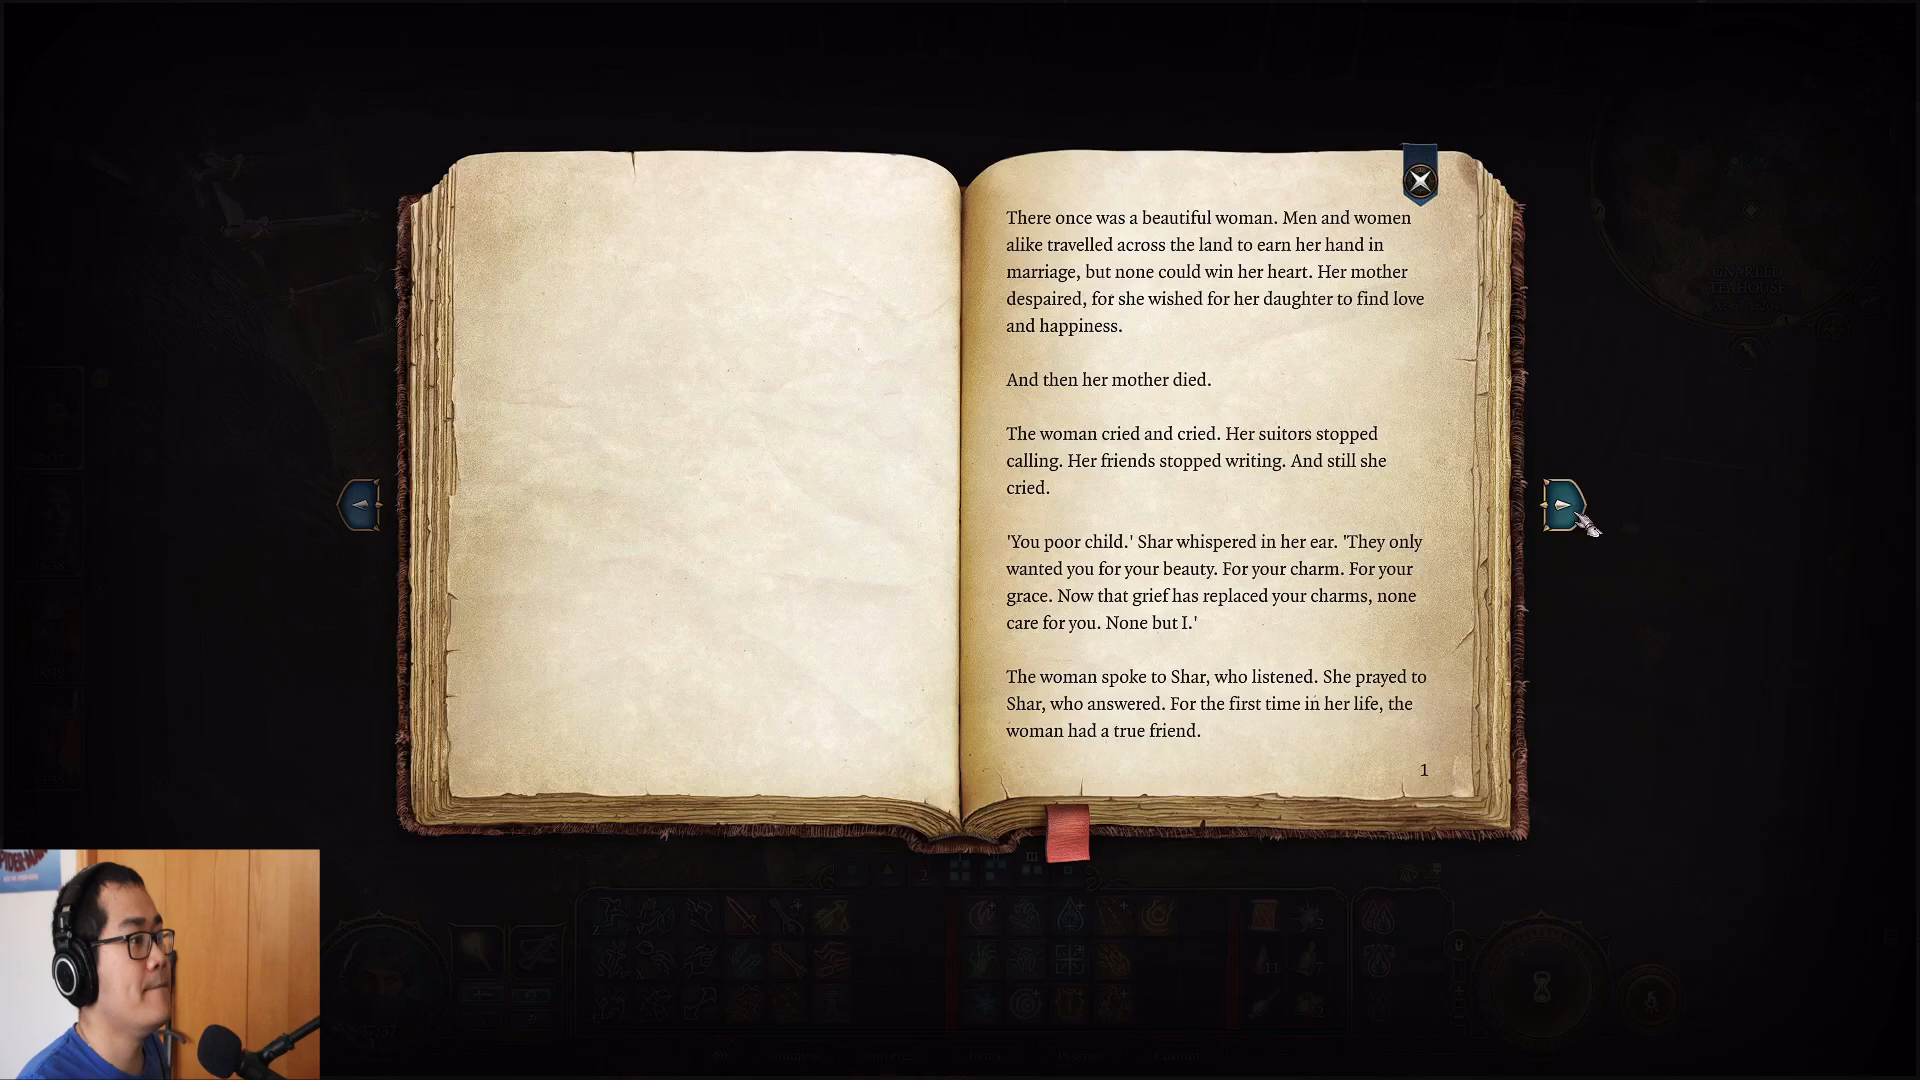 There once was a beautiful woman. Men and women
alike travelled across the land to earn her hand in
marriage, but none could win her heart. Her mother
despaired, for she wished for her daughter to find love
and happiness.
And then her mother died.
The woman cried and cried. Her suitors stopped
calling. Her friends stopped writing. And still she
cried.
'You poor child.' Shar whispered in her ear. 'They only
wanted you for your beauty. For your charm. For your
grace. Now that grief has replaced your charms, none
care for you. None but I.'
The woman spoke to Shar, who listened. She prayed to
Shar, who answered. For the first time in her life, the
woman had a true friend.
1
GNARLED
TEAHOUSE
SPIDER-MAN